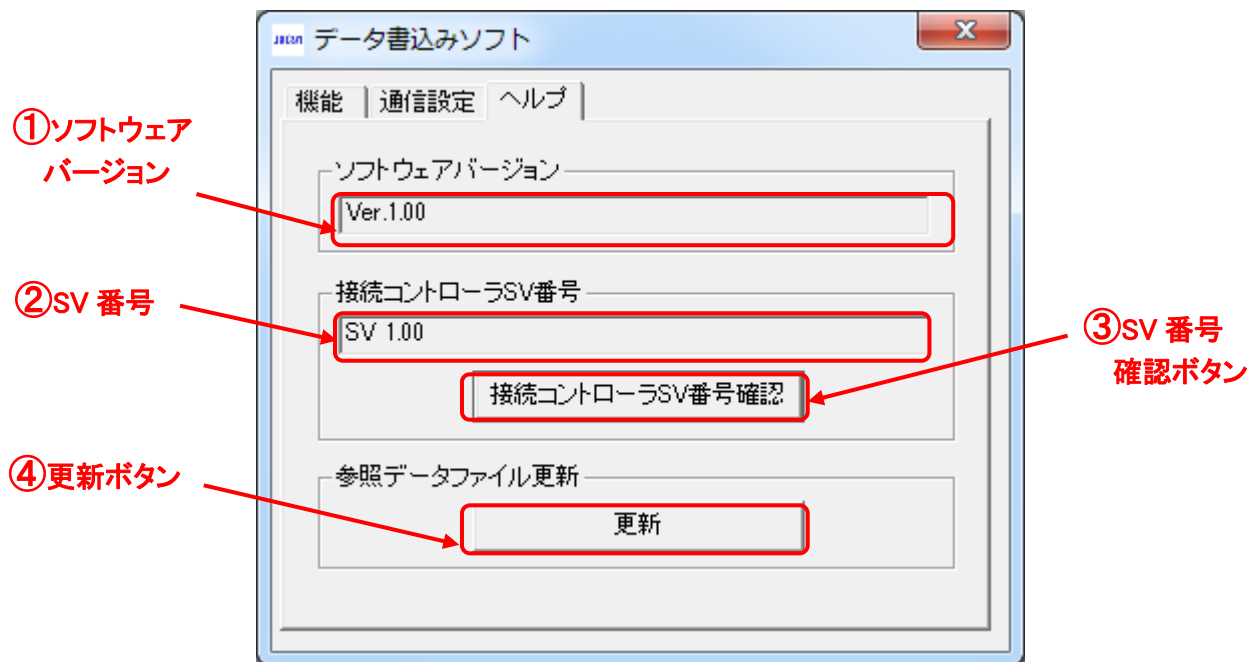 データ書込みソフト
機能 通信設定 ヘルプ
①ソフトウェア
バージョン
ソフトウェアバージョン
Ver.1.00
②SV 番号
接続コントローラSV番号
SV 1.00
③SV 番号
確認ボタン
接続コントローラSV番号確認
④更新ボタン
参照データファイル更新
更新